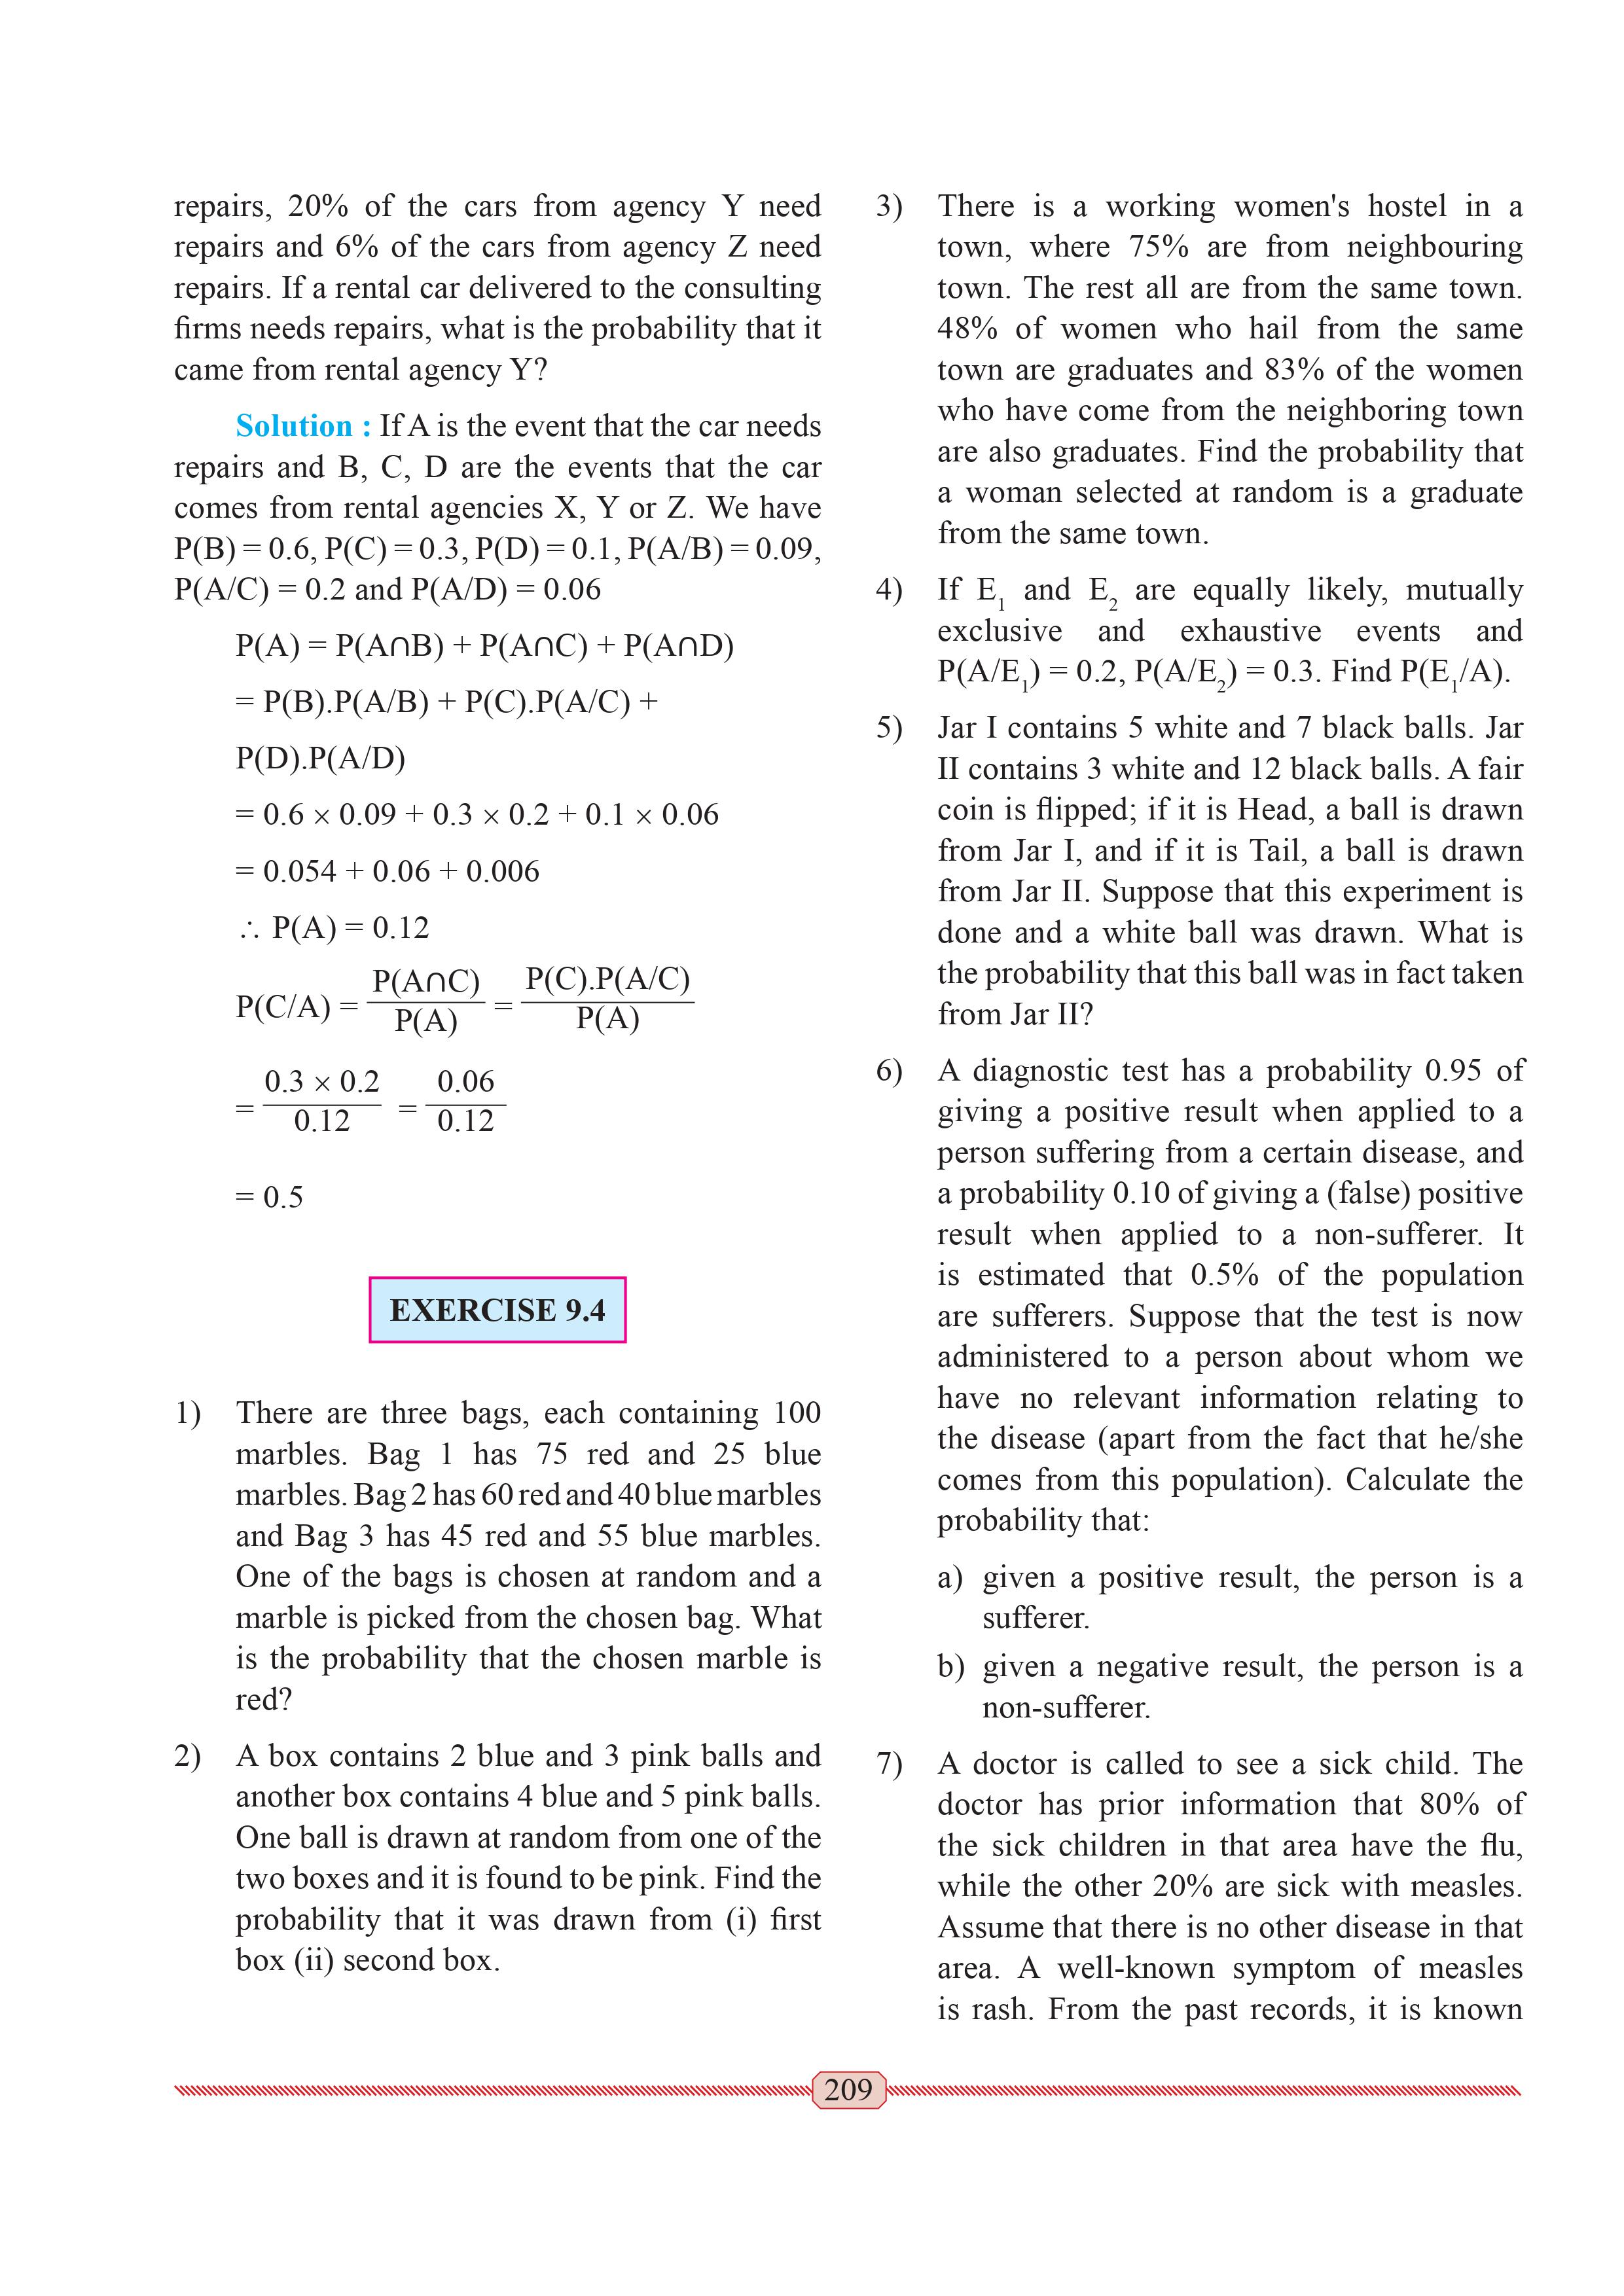 repairs, 20% of the cars from agency Y need
repairs and 6% of the cars from agency Z need
repairs. If a rental car delivered to the consulting
firms needs repairs, what is the probability that it
came from rental agency Y?
Solution : If A is the event that the car needs
repairs and B, C, D are the events that the car
comes from rental agencies X, Y or Z. We have
P(B) = 0.6, P(C) = 0.3, P(D) = 0.1, P(A/B) = 0.09,
P(A/C) = 0.2 and P(A/D) = 0.06
P(A) = P(A∩B) + P(A∩C) + P(A∩D)
= P(B).P(A/B) + P(C).P(A/C) +
P(D).P(A/D)
= 0.6 × 0.09 + 0.3 × 0.2 + 0.1 × 0.06
= 0.054 + 0.06 + 0.006
∴ P(A) = 0.12
P(C/A) = P(A∩C)/P(A) = P(C).P(A/C)/P(A)
= 0.3 × 0.2/0.12 = 0.06/0.12
= 0.5
EXERCISE 9.4
1) There are three bags, each containing 100
marbles. Bag 1 has 75 red and 25 blue
marbles. Bag 2 has 60 red and 40 blue marbles
and Bag 3 has 45 red and 55 blue marbles.
One of the bags is chosen at random and a
marble is picked from the chosen bag. What
is the probability that the chosen marble is
red?
2) A box contains 2 blue and 3 pink balls and
another box contains 4 blue and 5 pink balls.
One ball is drawn at random from one of the
two boxes and it is found to be pink. Find the
probability that it was drawn from (i) first
box (ii) second box.
3) There is a working women's hostel in a
town, where 75% are from neighbouring
town. The rest all are from the same town.
48% of women who hail from the same
town are graduates and 83% of the women
who have come from the neighboring town
are also graduates. Find the probability that
a woman selected at random is a graduate
from the same town.
4) If E₁ and E₂ are equally likely, mutually
exclusive and exhaustive events and
P(A/E₁) = 0.2, P(A/E₂) = 0.3. Find P(E₁/A).
5) Jar I contains 5 white and 7 black balls. Jar
II contains 3 white and 12 black balls. A fair
coin is flipped; if it is Head, a ball is drawn
from Jar I, and if it is Tail, a ball is drawn
from Jar II. Suppose that this experiment is
done and a white ball was drawn. What is
the probability that this ball was in fact taken
from Jar II?
6) A diagnostic test has a probability 0.95 of
giving a positive result when applied to a
person suffering from a certain disease, and
a probability 0.10 of giving a (false) positive
result when applied to a non-sufferer. It
is estimated that 0.5% of the population
are sufferers. Suppose that the test is now
administered to a person about whom we
have no relevant information relating to
the disease (apart from the fact that he/she
comes from this population). Calculate the
probability that:
a) given a positive result, the person is a
sufferer.
b) given a negative result, the person is a
non-sufferer.
7) A doctor is called to see a sick child. The
doctor has prior information that 80% of
the sick children in that area have the flu,
while the other 20% are sick with measles.
Assume that there is no other disease in that
area. A well-known symptom of measles
is rash. From the past records, it is known
209